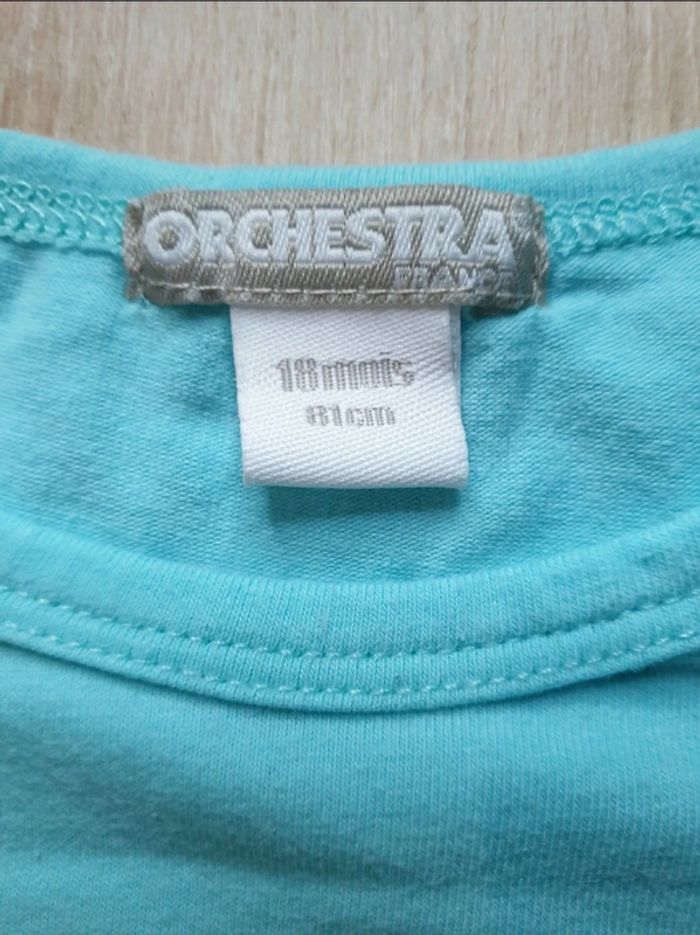 ORCHESTRA
FRANCE
18 mois
81cm